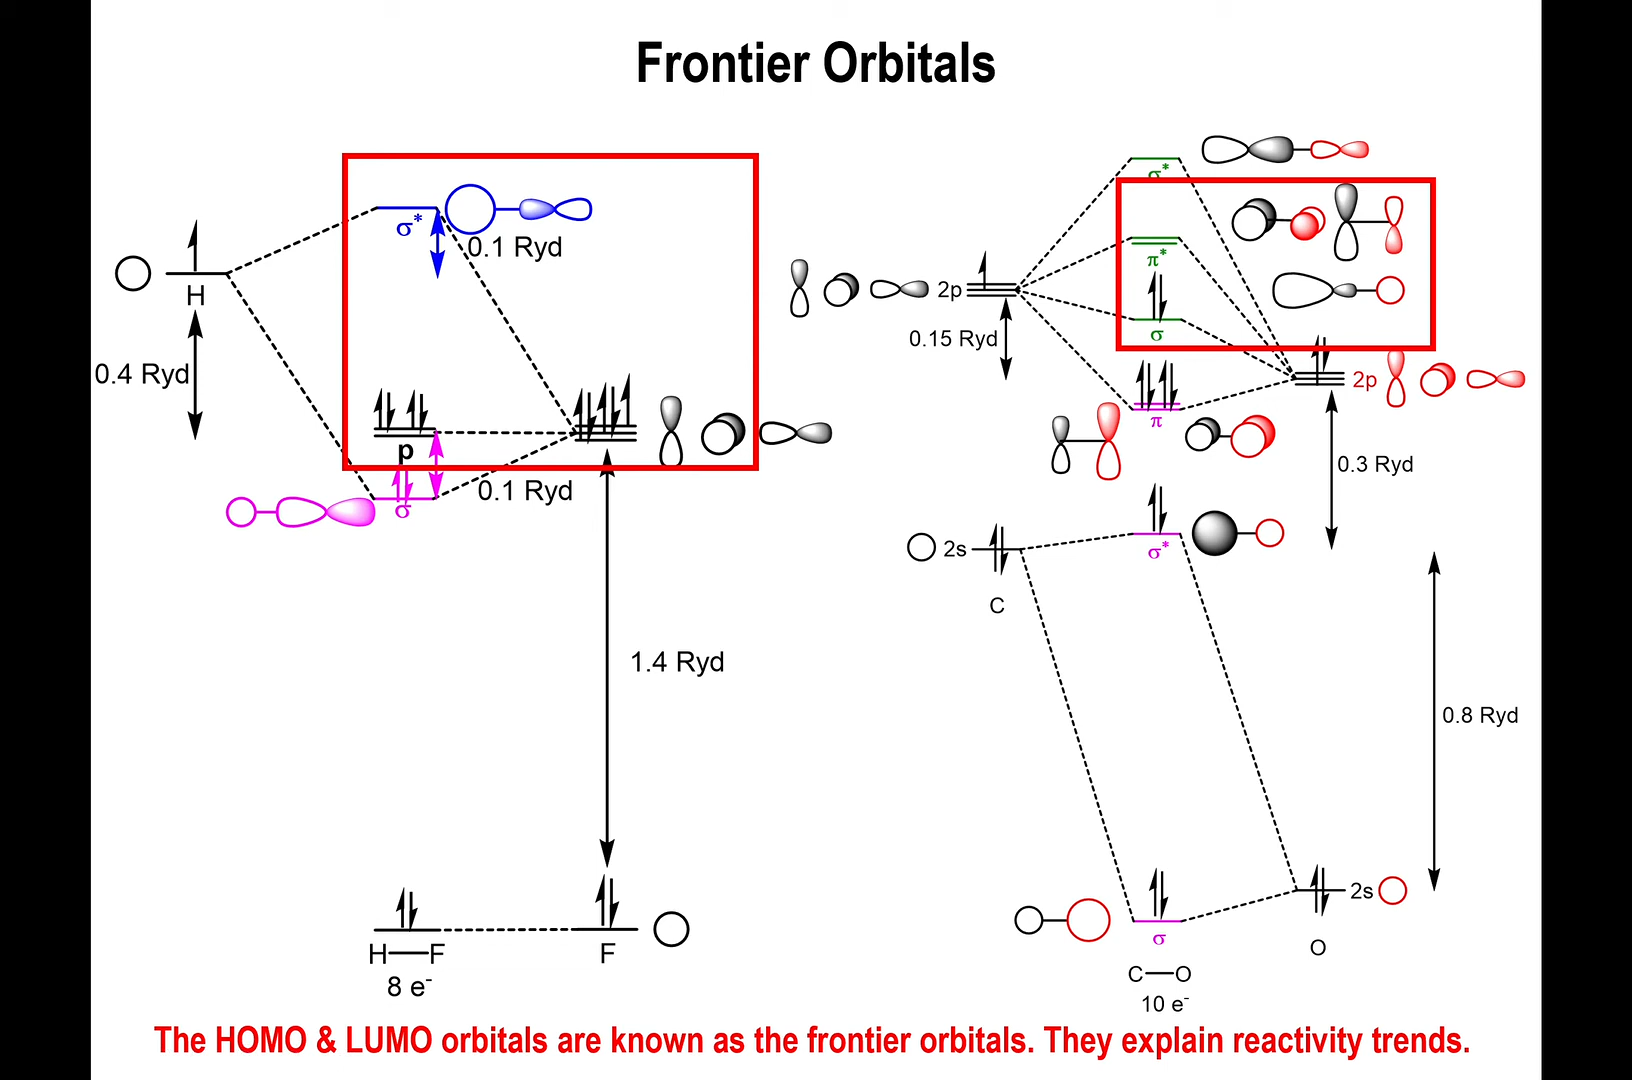 Frontier Orbitals
σ*
0.1 Ryd
H
0.4 Ryd
p
0.1 Ryd
σ
1.4 Ryd
H—F
8 e-
F
σ*
π*
2p
0.15 Ryd
σ
2p
π
0.3 Ryd
2s
σ*
C
0.8 Ryd
2s
σ
O
C—O
10 e-
The HOMO & LUMO orbitals are known as the frontier orbitals. They explain reactivity trends.